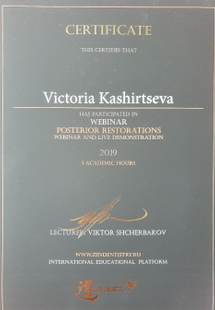 CERTIFICATE
THIS CERTIFIES THAT
Victoria Kashirtseva
HAS PARTICIPATED IN
WEBINAR
POSTERIOR RESTORATIONS
WEBINAR AND LIVE DEMONSTRATION
2019
5 ACADEMIC HOURS
LECTURER: VIKTOR SHCHERBAKOV
WWW.ZENDENTISTRY.RU
INTERNATIONAL EDUCATIONAL PLATFORM